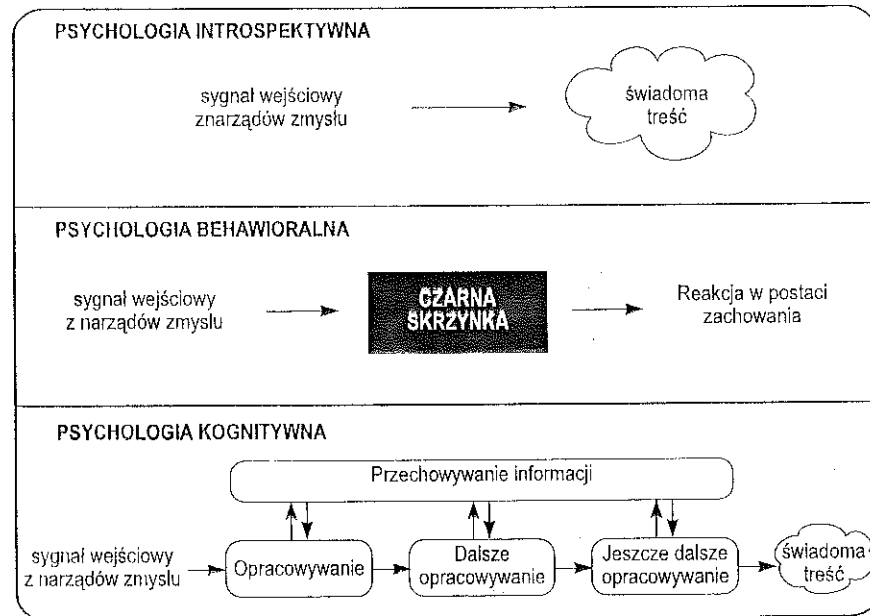 PSYCHOLOGIA INTROSPEKTYWNA
sygnał wejściowy
znarządów zmysłu
świadoma
treść
PSYCHOLOGIA BEHAWIORALNA
sygnał wejściowy
z narządów zmyslu
CZARNA
SKRZYNKA
Reakcja w postaci
zachowania
PSYCHOLOGIA KOGNITYWNA
Przechowywanie informacji
sygnał wejściowy
z narządów zmysłu
Opracowywanie
Dalsze
opracowywanie
Jeszcze dalsze
opracowywanie
świadoma
treść